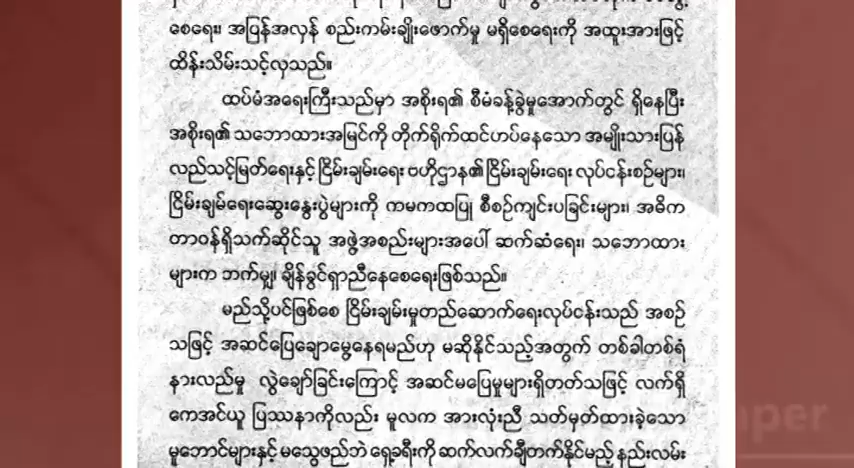 စေရေး၊ အပြန်အလှန် စည်းကမ်းချိုးဖောက်မှု မရှိစေရေးကို အထူးအားဖြင့်
ထိန်းသိမ်းသင့်လှသည်။
ထပ်မံအရေးကြီးသည်မှာ အစိုးရ၏ စီမံခန့်ခွဲမှုအောက်တွင် ရှိနေပြီး
အစိုးရ၏ သဘောထားအမြင်ကို တိုက်ရိုက်ထင်ဟပ်နေသော အမျိုးသားပြန်
လည်သင့်မြတ်ရေးနှင့် ငြိမ်းချမ်းရေး ဗဟိုဌာန၏ ငြိမ်းချမ်းရေး လုပ်ငန်းစဉ်များ၊
ငြိမ်းချမ်ရေးဆွေးနွေးပွဲများကို ကမကထပြု စီစဉ်ကျင်းပခြင်းများ၊ အဓိက
တာဝန်ရှိသက်ဆိုင်သူ အဖွဲ့အစည်းများအပေါ် ဆက်ဆံရေး၊ သဘောထား
များက ဘက်မျှ၊ ချိန်ခွင်ရှာညီနေစေရေးဖြစ်သည်။
မည်သို့ပင်ဖြစ်စေ ငြိမ်းချမ်းမှုတည်ဆောက်ရေးလုပ်ငန်းသည် အစဉ်
သဖြင့် အဆင်ပြေချောမွေ့နေရမည်ဟု မဆိုနိုင်သည့်အတွက် တစ်ခါတစ်ရံ
နားလည်မှု လွဲချော်ခြင်းကြောင့် အဆင်မပြေမှုများရှိတတ်သဖြင့် လက်ရှိ
ကေအင်ယူ ပြဿနာကိုလည်း မူလက အားလုံးညီ သတ်မှတ်ထားခဲ့သော
မူဘောင်များနှင့် မသွေဖည်ဘဲ ရှေ့ခရီးကို ဆက်လက်ချီတက်နိုင်မည့် နည်းလမ်း